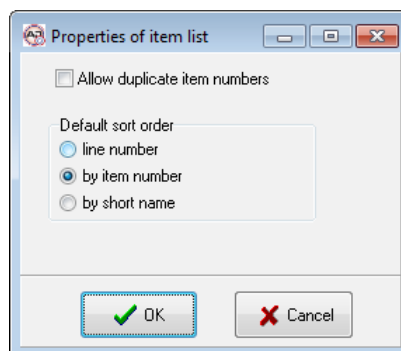 Properties of item list
Allow duplicate item numbers
Default sort order
line number
by item number
by short name
OK
Cancel